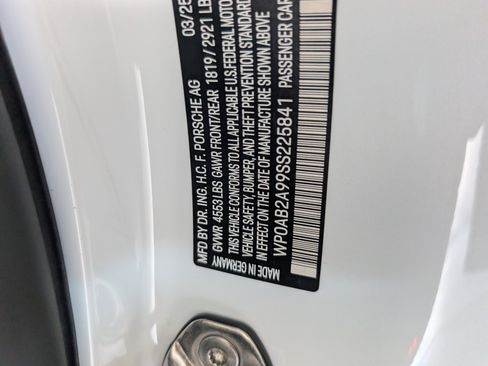 MFD BY DR. ING. H.C. F. PORSCHE AG 03/25
GVWR 4553 LBS GAWR FRONT/REAR 1819 / 2921 LB
THIS VEHICLE CONFORMS TO ALL APPLICABLE U.S. FEDERAL MOTOR
VEHICLE SAFETY, BUMPER, AND THEFT PREVENTION STANDARD
IN EFFECT ON THE DATE OF MANUFACTURE SHOWN ABOVE
WP0AB2A99SS225841 PASSENGER CAR
MADE IN GERMANY